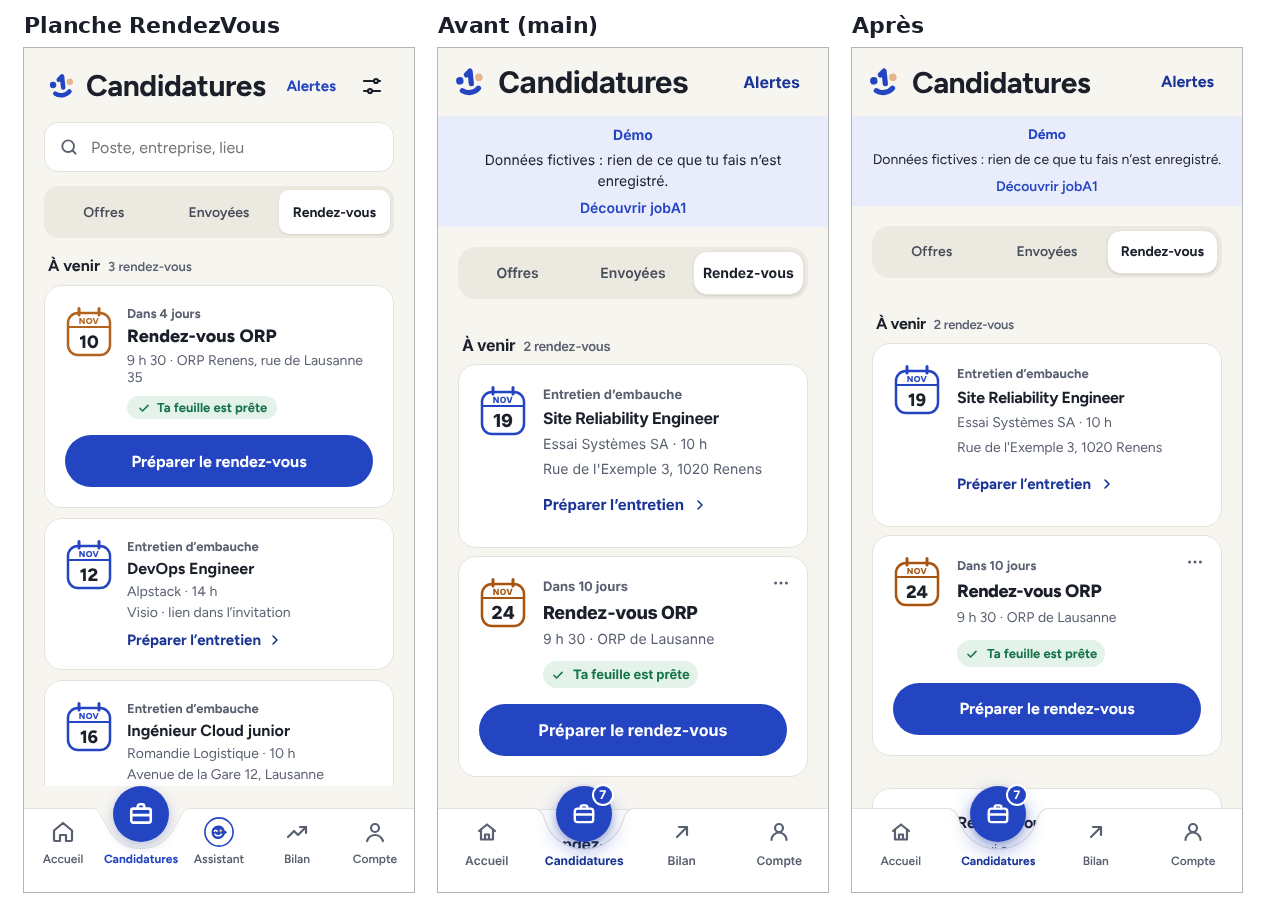 Planche RendezVous
Candidatures
Alertes
Poste, entreprise, lieu
Offres
Envoyées
Rendez-vous
À venir 3 rendez-vous
NOV
10
Dans 4 jours
Rendez-vous ORP
9 h 30 · ORP Renens, rue de Lausanne
35
Ta feuille est prête
Préparer le rendez-vous
NOV
12
Entretien d’embauche
DevOps Engineer
Alpstack · 14 h
Visio · lien dans l’invitation
Préparer l’entretien
NOV
16
Entretien d’embauche
Ingénieur Cloud junior
Romandie Logistique · 10 h
Avenue de la Gare 12, Lausanne
Accueil
Candidatures
Assistant
Bilan
Compte
Avant (main)
Candidatures
Alertes
Démo
Données fictives : rien de ce que tu fais n’est
enregistré.
Découvrir jobA1
Offres
Envoyées
Rendez-vous
À venir 2 rendez-vous
NOV
19
Entretien d’embauche
Site Reliability Engineer
Essai Systèmes SA · 10 h
Rue de l'Exemple 3, 1020 Renens
Préparer l’entretien
NOV
24
Dans 10 jours
Rendez-vous ORP
9 h 30 · ORP de Lausanne
Ta feuille est prête
Préparer le rendez-vous
7
Accueil
Candidatures
Bilan
Compte
Après
Candidatures
Alertes
Démo
Données fictives : rien de ce que tu fais n’est enregistré.
Découvrir jobA1
Offres
Envoyées
Rendez-vous
À venir 2 rendez-vous
NOV
19
Entretien d’embauche
Site Reliability Engineer
Essai Systèmes SA · 10 h
Rue de l'Exemple 3, 1020 Renens
Préparer l’entretien
NOV
24
Dans 10 jours
Rendez-vous ORP
9 h 30 · ORP de Lausanne
Ta feuille est prête
Préparer le rendez-vous
7
Accueil
Candidatures
Bilan
Compte